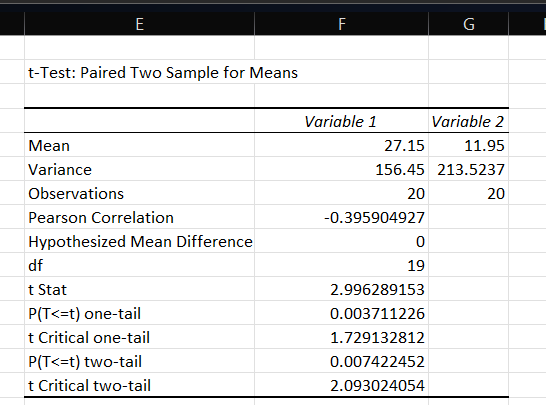 E F G
t-Test: Paired Two Sample for Means
Variable 1 Variable 2
Mean 27.15 11.95
Variance 156.45 213.5237
Observations 20 20
Pearson Correlation -0.395904927
Hypothesized Mean Difference 0
df 19
t Stat 2.996289153
P(T<=t) one-tail 0.003711226
t Critical one-tail 1.729132812
P(T<=t) two-tail 0.007422452
t Critical two-tail 2.093024054